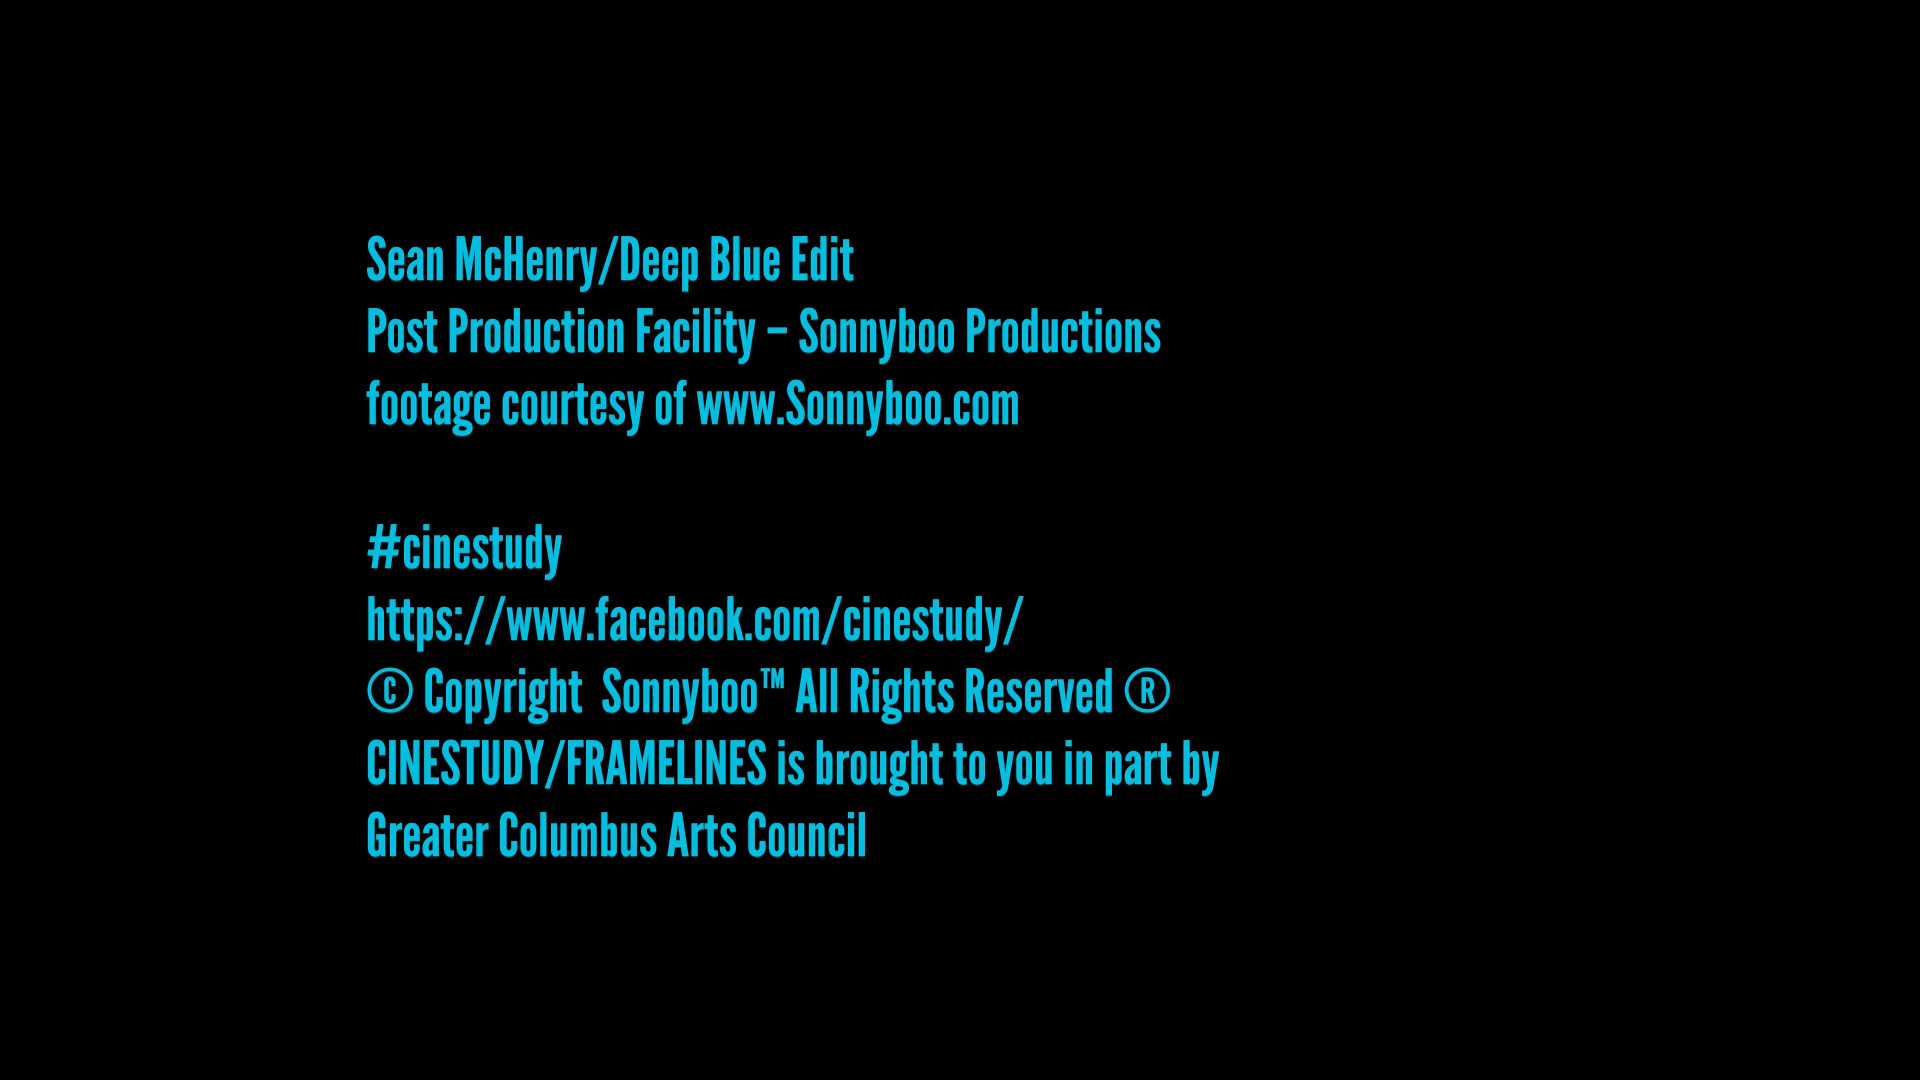 Sean McHenry/Deep Blue Edit
Post Production Facility – Sonnyboo Productions
footage courtesy of www.Sonnyboo.com
#cinestudy
https://www.facebook.com/cinestudy/
© Copyright  Sonnyboo™ All Rights Reserved ®
CINESTUDY/FRAMELINES is brought to you in part by
Greater Columbus Arts Council